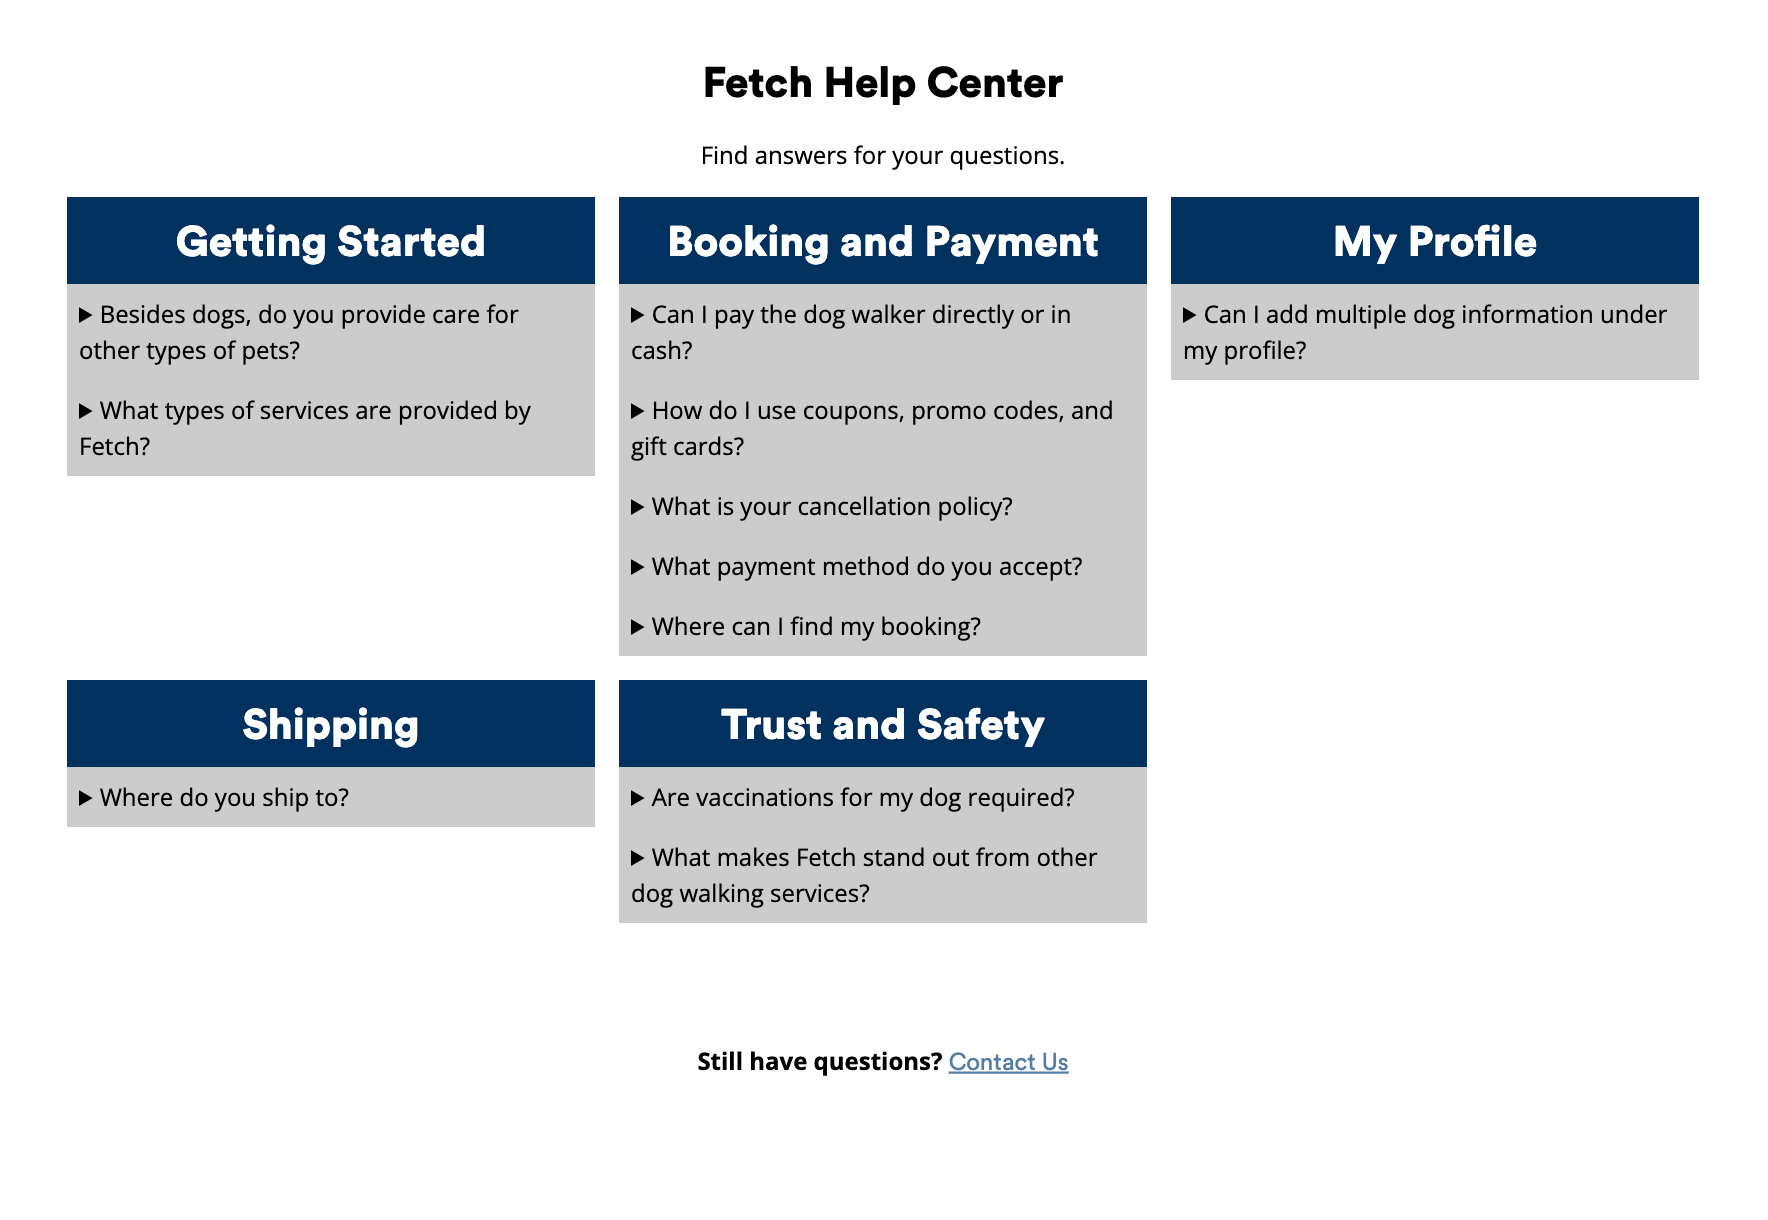 Fetch Help Center
Find answers for your questions.
Getting Started
▶ Besides dogs, do you provide care for
other types of pets?
▶ What types of services are provided by
Fetch?
Booking and Payment
▶ Can I pay the dog walker directly or in
cash?
▶ How do I use coupons, promo codes, and
gift cards?
▶ What is your cancellation policy?
▶ What payment method do you accept?
▶ Where can I find my booking?
My Profile
▶ Can I add multiple dog information under
my profile?
Shipping
▶ Where do you ship to?
Trust and Safety
▶ Are vaccinations for my dog required?
▶ What makes Fetch stand out from other
dog walking services?
Still have questions? Contact Us